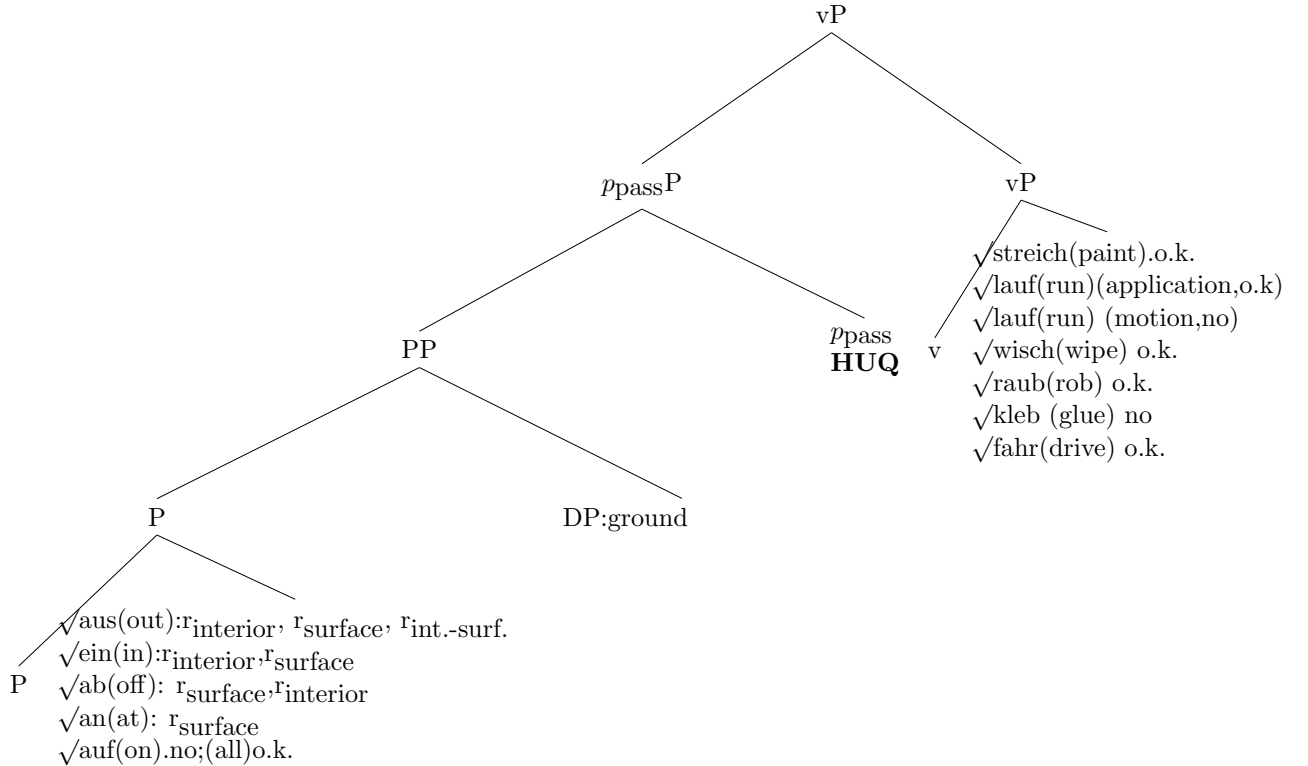 vP
p_passP
vP
√streich(paint).o.k.
√lauf(run)(application,o.k)
√lauf(run) (motion,no)
√wisch(wipe) o.k.
√raub(rob) o.k.
√kleb (glue) no
√fahr(drive) o.k.
PP
p_pass
HUQ
v
P
DP:ground
√aus(out):r_interior, r_surface, r_int.-surf.
√ein(in):r_interior,r_surface
√ab(off): r_surface,r_interior
√an(at): r_surface
√auf(on).no;(all)o.k.
P